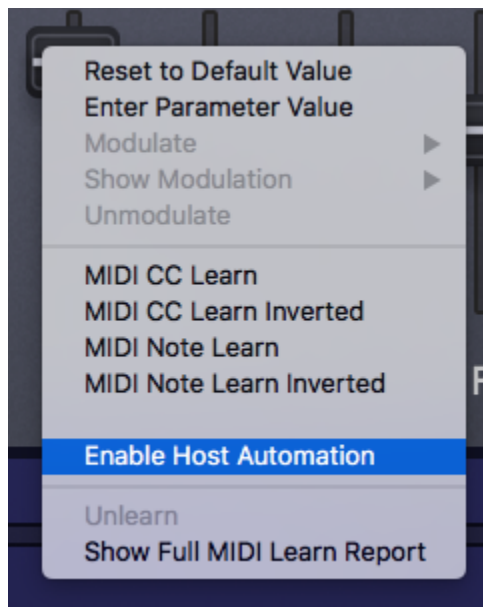 Reset to Default Value
Enter Parameter Value
Modulate
Show Modulation
Unmodulate
MIDI CC Learn
MIDI CC Learn Inverted
MIDI Note Learn
MIDI Note Learn Inverted
Enable Host Automation
Unlearn
Show Full MIDI Learn Report